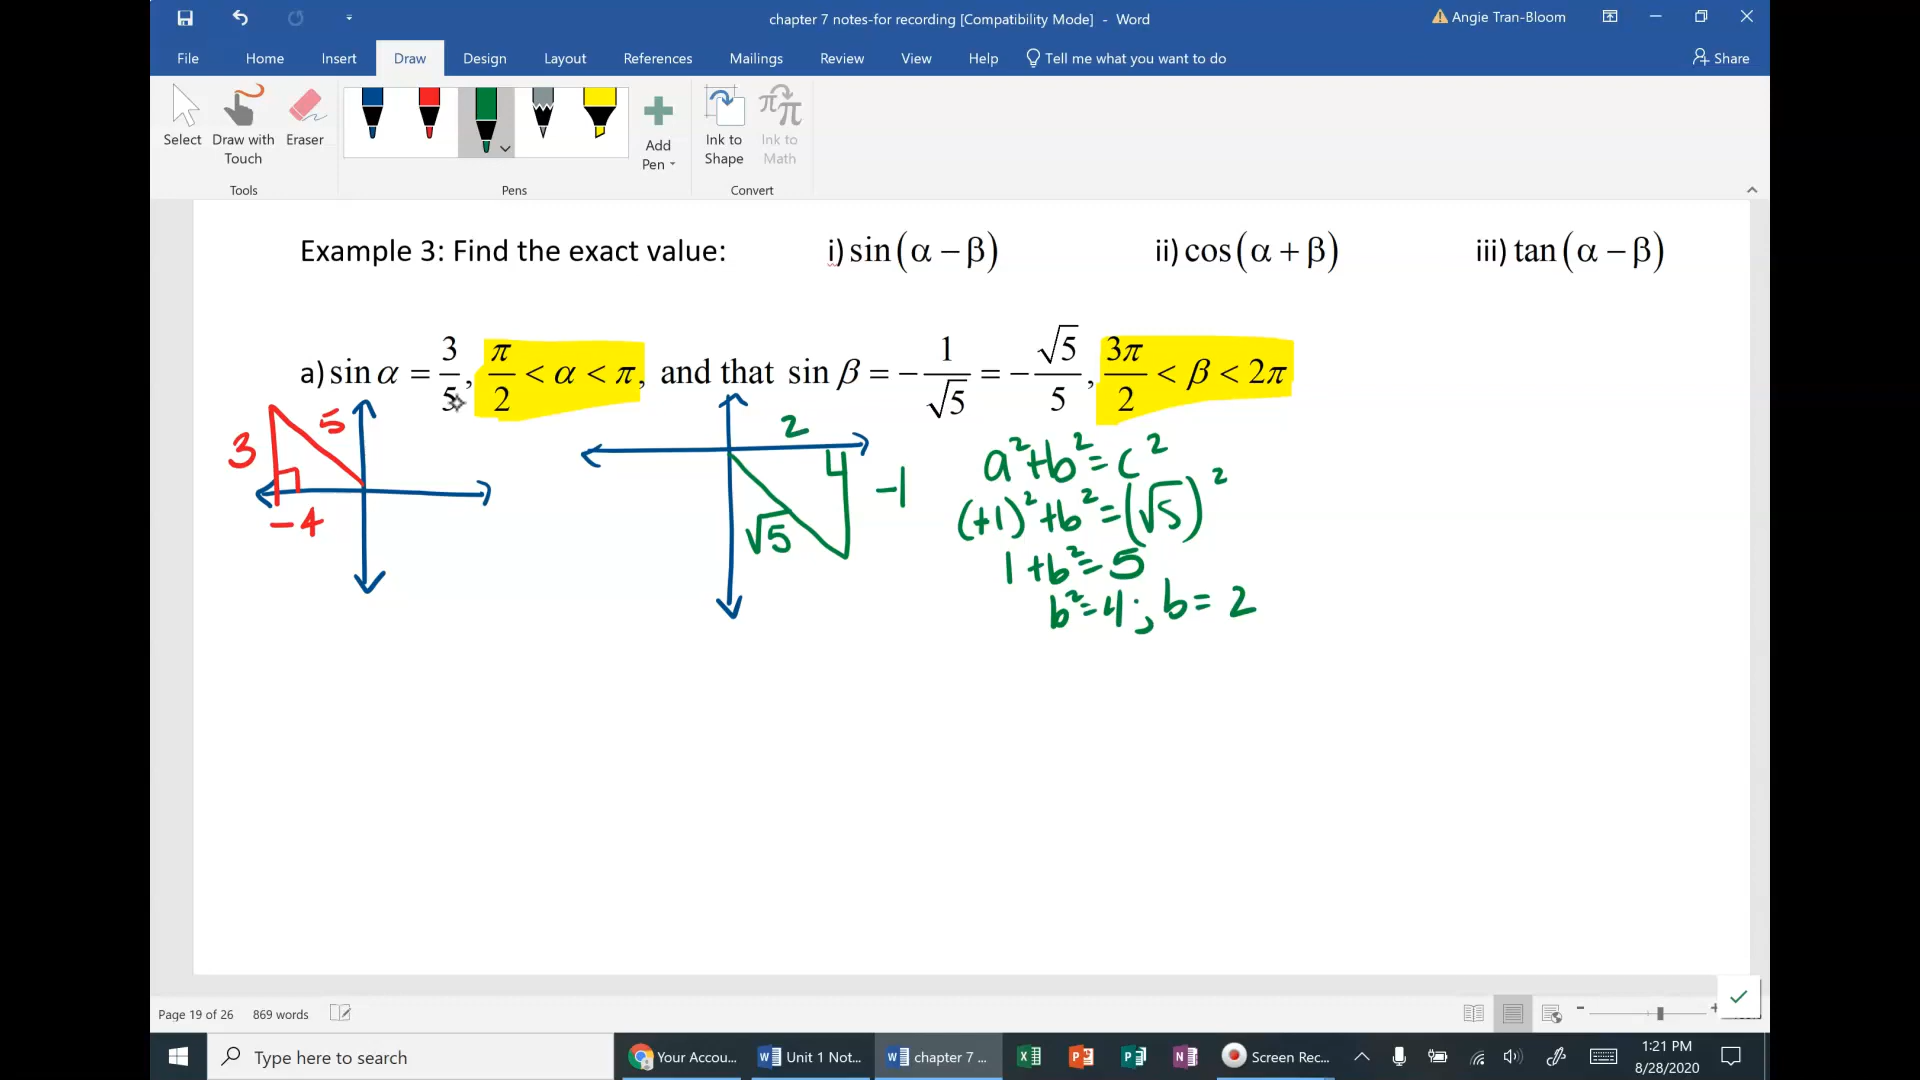 chapter 7 notes-for recording [Compatibility Mode] - Word
Angie Tran-Bloom
File Home Insert Draw Design Layout References Mailings Review View Help Tell me what you want to do
Share
Select
Draw with Touch
Eraser
Add Pen
Ink to Shape
Ink to Math
Tools
Pens
Convert
Example 3: Find the exact value: i) sin(α − β) ii) cos(α + β) iii) tan(α − β)
a) sin α = 3/5, π/2 < α < π, and that sin β = −1/√5 = −√5/5, 3π/2 < β < 2π
3
5
-4
2
-1
√5
a²+b²=c²
(+1)²+b²=(√5)²
1+b²=5
b²=4; b=2
Page 19 of 26 869 words
Type here to search
Your Accou...
Unit 1 Not...
chapter 7 ...
Screen Rec...
1:21 PM
8/28/2020